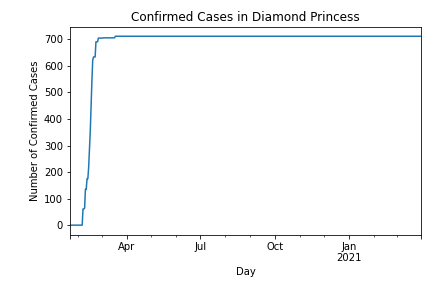 Confirmed Cases in Diamond Princess
Number of Confirmed Cases
700
600
500
400
300
200
100
0
Apr
Jul
Oct
Jan
2021
Day